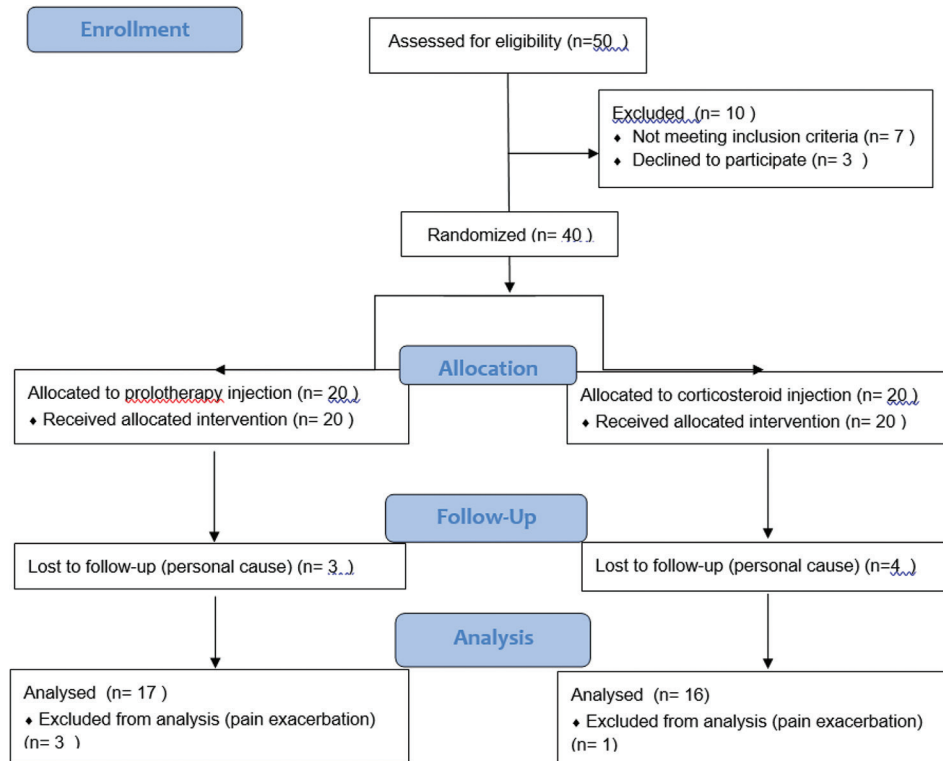 Enrollment
Assessed for eligibility (n=50 )
Excluded (n= 10 )
♦ Not meeting inclusion criteria (n= 7 )
♦ Declined to participate (n= 3 )
Randomized (n= 40 )
Allocation
Allocated to prolotherapy injection (n= 20 )
♦ Received allocated intervention (n= 20 )
Allocated to corticosteroid injection (n= 20 )
♦ Received allocated intervention (n= 20 )
Follow-Up
Lost to follow-up (personal cause) (n= 3 )
Lost to follow-up (personal cause) (n=4 )
Analysis
Analysed (n= 17 )
♦ Excluded from analysis (pain exacerbation)
(n= 3 )
Analysed (n= 16)
♦ Excluded from analysis (pain exacerbation)
(n= 1)